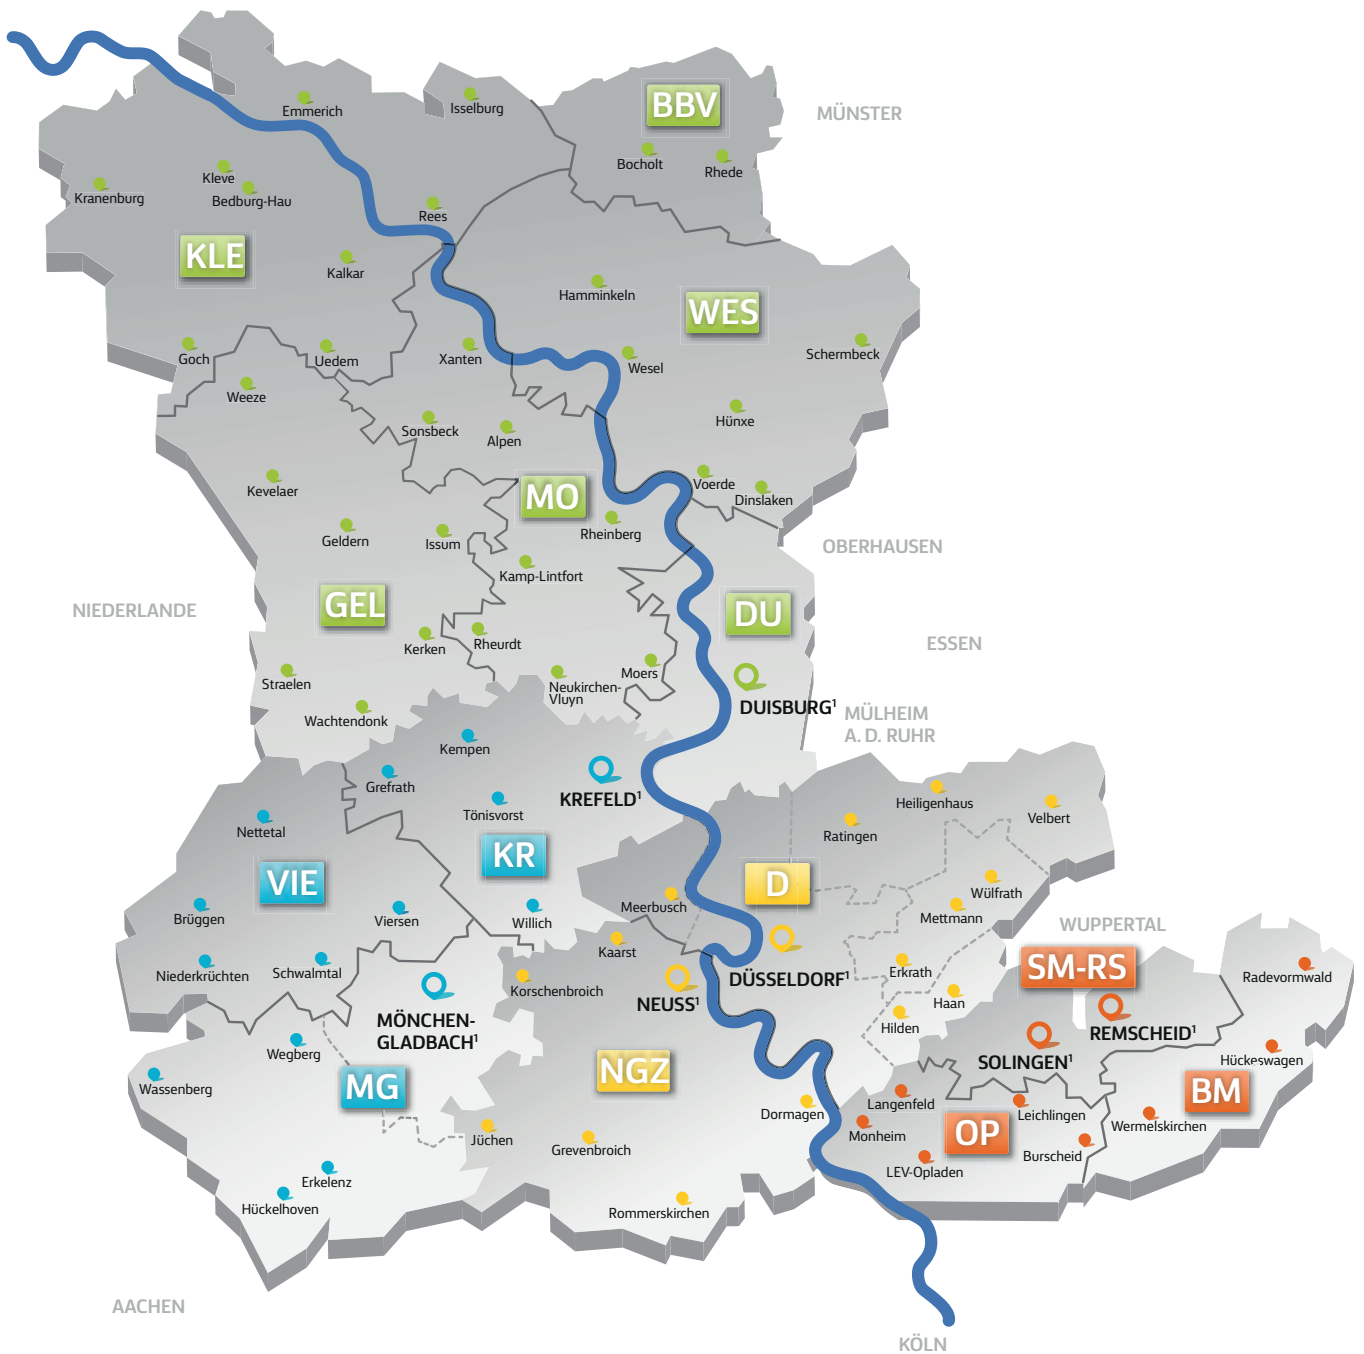 Emmerich
Isselburg
BBV
MÜNSTER
Bocholt
Rhede
Kleve
Kranenburg
Bedburg-Hau
Rees
KLE
Kalkar
Hamminkeln
WES
Goch
Uedem
Xanten
Wesel
Schermbeck
Weeze
Sonsbeck
Alpen
Hünxe
Kevelaer
MO
Voerde
Dinslaken
Geldern
Issum
Rheinberg
OBERHAUSEN
Kamp-Lintfort
NIEDERLANDE
GEL
DU
Kerken
Rheurdt
ESSEN
Straelen
Neukirchen-
Vluyn
Moers
Wachtendonk
DUISBURG¹
MÜLHEIM
A. D. RUHR
Kempen
Grefrath
KREFELD¹
Tönisvorst
Nettetal
Ratingen
Heiligenhaus
Velbert
KR
VIE
D
Brüggen
Viersen
Willich
Meerbusch
Mettmann
Wülfrath
WUPPERTAL
Kaarst
Niederkrüchten
Schwalmtal
Korschenbroich
NEUSS¹
DÜSSELDORF¹
Erkrath
SM-RS
Radevormwald
MÖNCHEN-
GLADBACH¹
Haan
Hilden
REMSCHEID¹
Wegberg
SOLINGEN¹
Hückeswagen
Wassenberg
MG
NGZ
BM
Dormagen
Langenfeld
Leichlingen
Jüchen
Monheim
OP
Wermelskirchen
Grevenbroich
Burscheid
LEV-Opladen
Erkelenz
Hückelhoven
Rommerskirchen
AACHEN
KÖLN